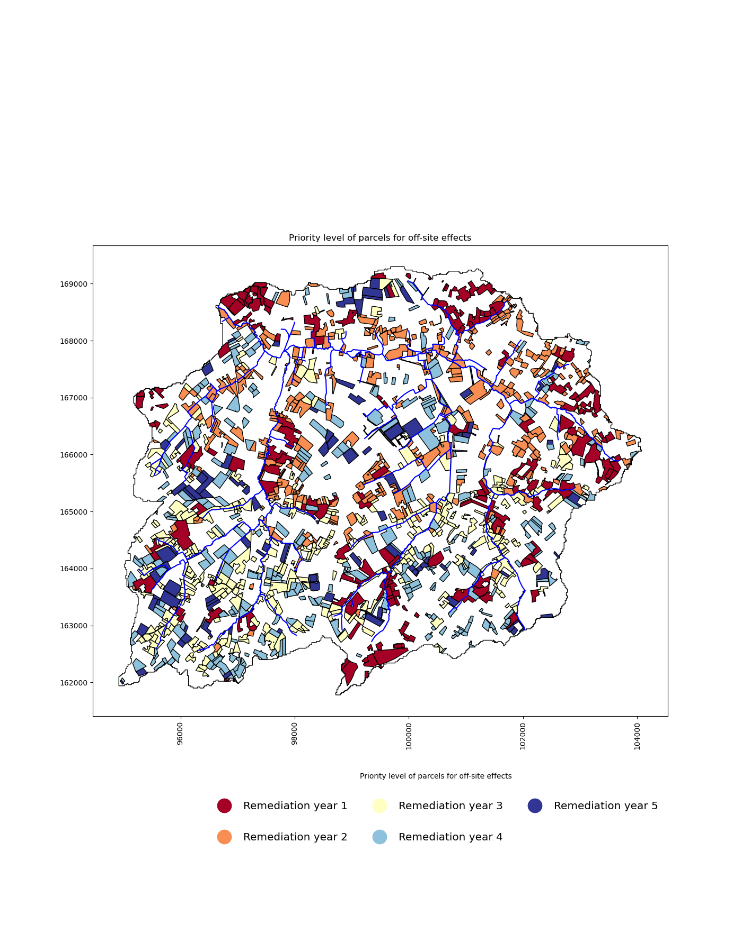 Priority level of parcels for off-site effects
169000
168000
167000
166000
165000
164000
163000
162000
96000
98000
100000
102000
104000
Priority level of parcels for off-site effects
Remediation year 1
Remediation year 3
Remediation year 5
Remediation year 2
Remediation year 4